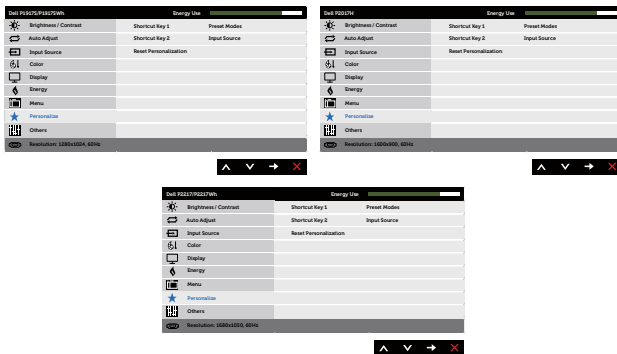 Dell P1917S/P1917SWh Energy Use
Brightness / Contrast Shortcut Key 1 Preset Modes
Auto Adjust Shortcut Key 2 Input Source
Input Source Reset Personalization
Color
Display
Energy
Menu
Personalize
Others
Resolution: 1280x1024, 60Hz
Dell P2017H Energy Use
Brightness / Contrast Shortcut Key 1 Preset Modes
Auto Adjust Shortcut Key 2 Input Source
Input Source Reset Personalization
Color
Display
Energy
Menu
Personalize
Others
Resolution: 1600x900, 60Hz
Dell P2217/P2217Wh Energy Use
Brightness / Contrast Shortcut Key 1 Preset Modes
Auto Adjust Shortcut Key 2 Input Source
Input Source Reset Personalization
Color
Display
Energy
Menu
Personalize
Others
Resolution: 1680x1050, 60Hz